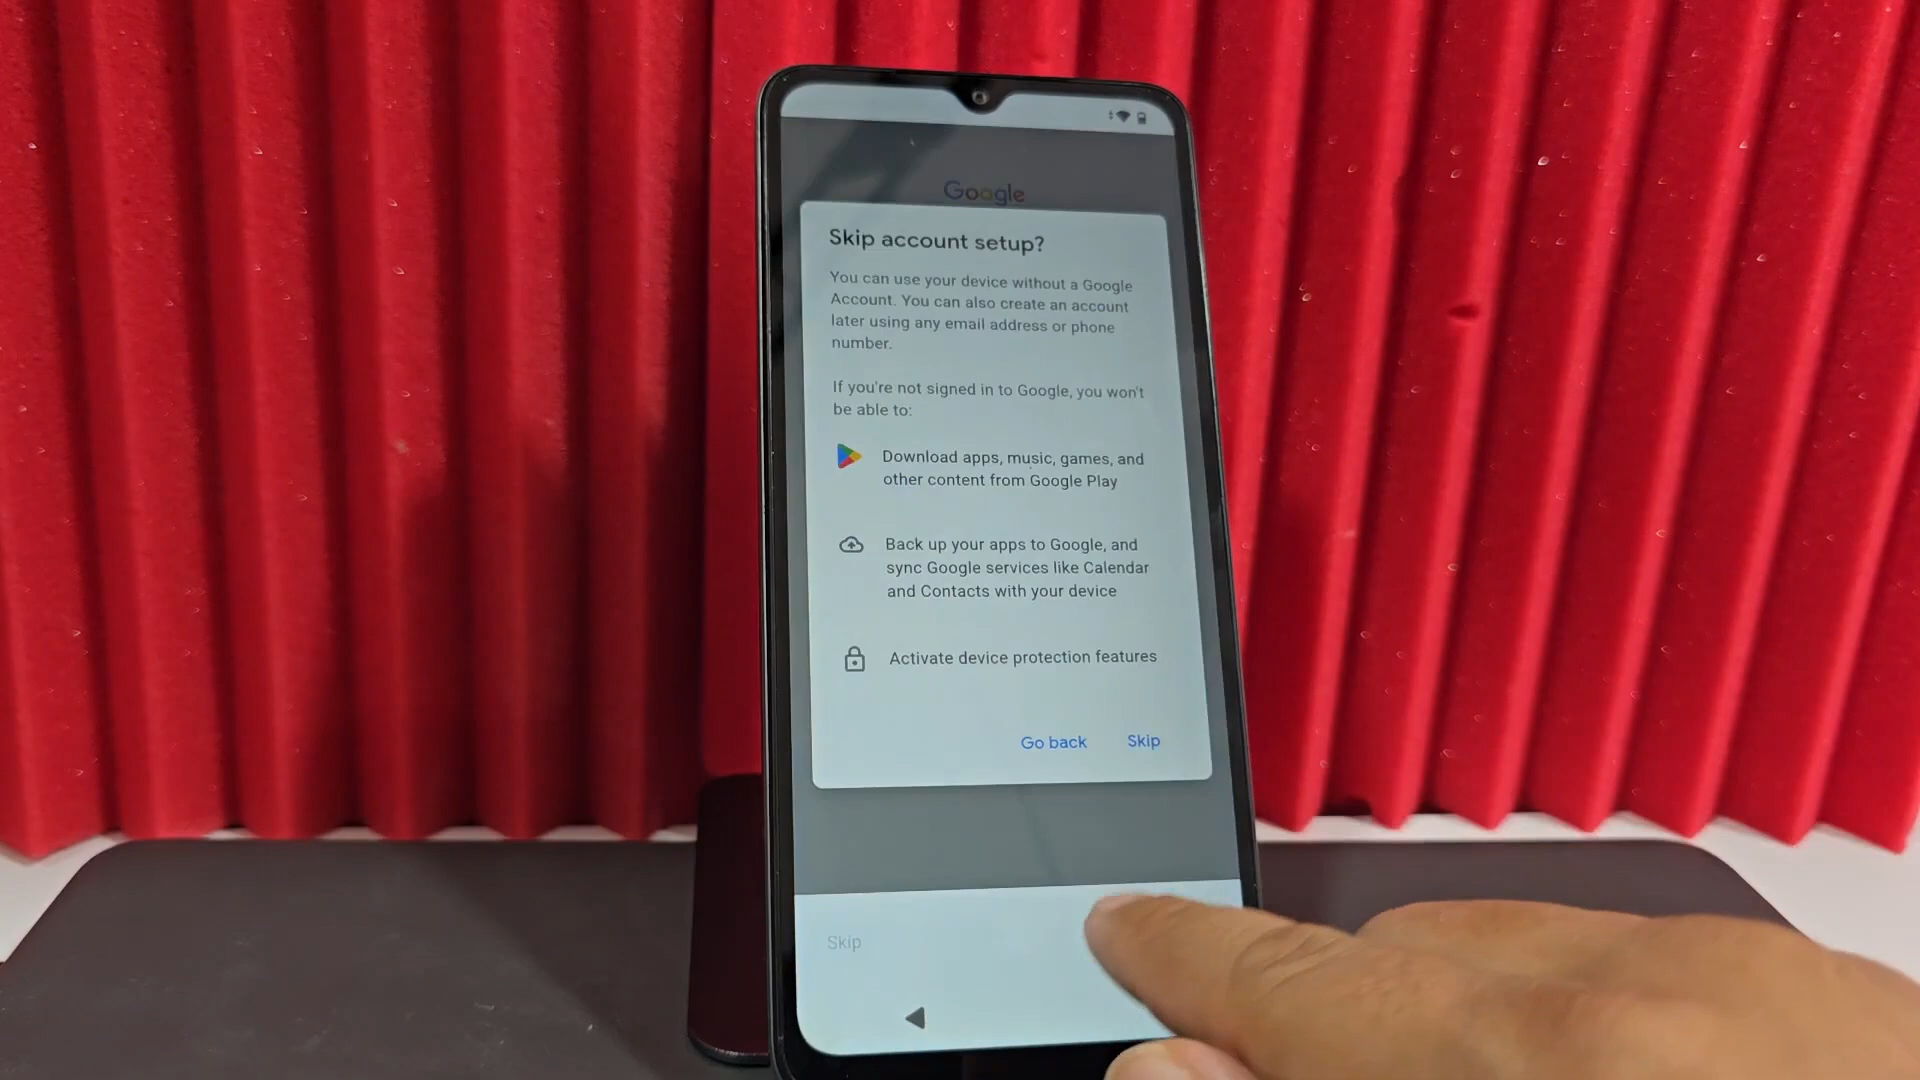 Google
Skip account setup?
You can use your device without a Google
Account. You can also create an account
later using any email address or phone
number.
If you're not signed in to Google, you won't
be able to:
Download apps, music, games, and
other content from Google Play
Back up your apps to Google, and
sync Google services like Calendar
and Contacts with your device
Activate device protection features
Go back Skip
Skip